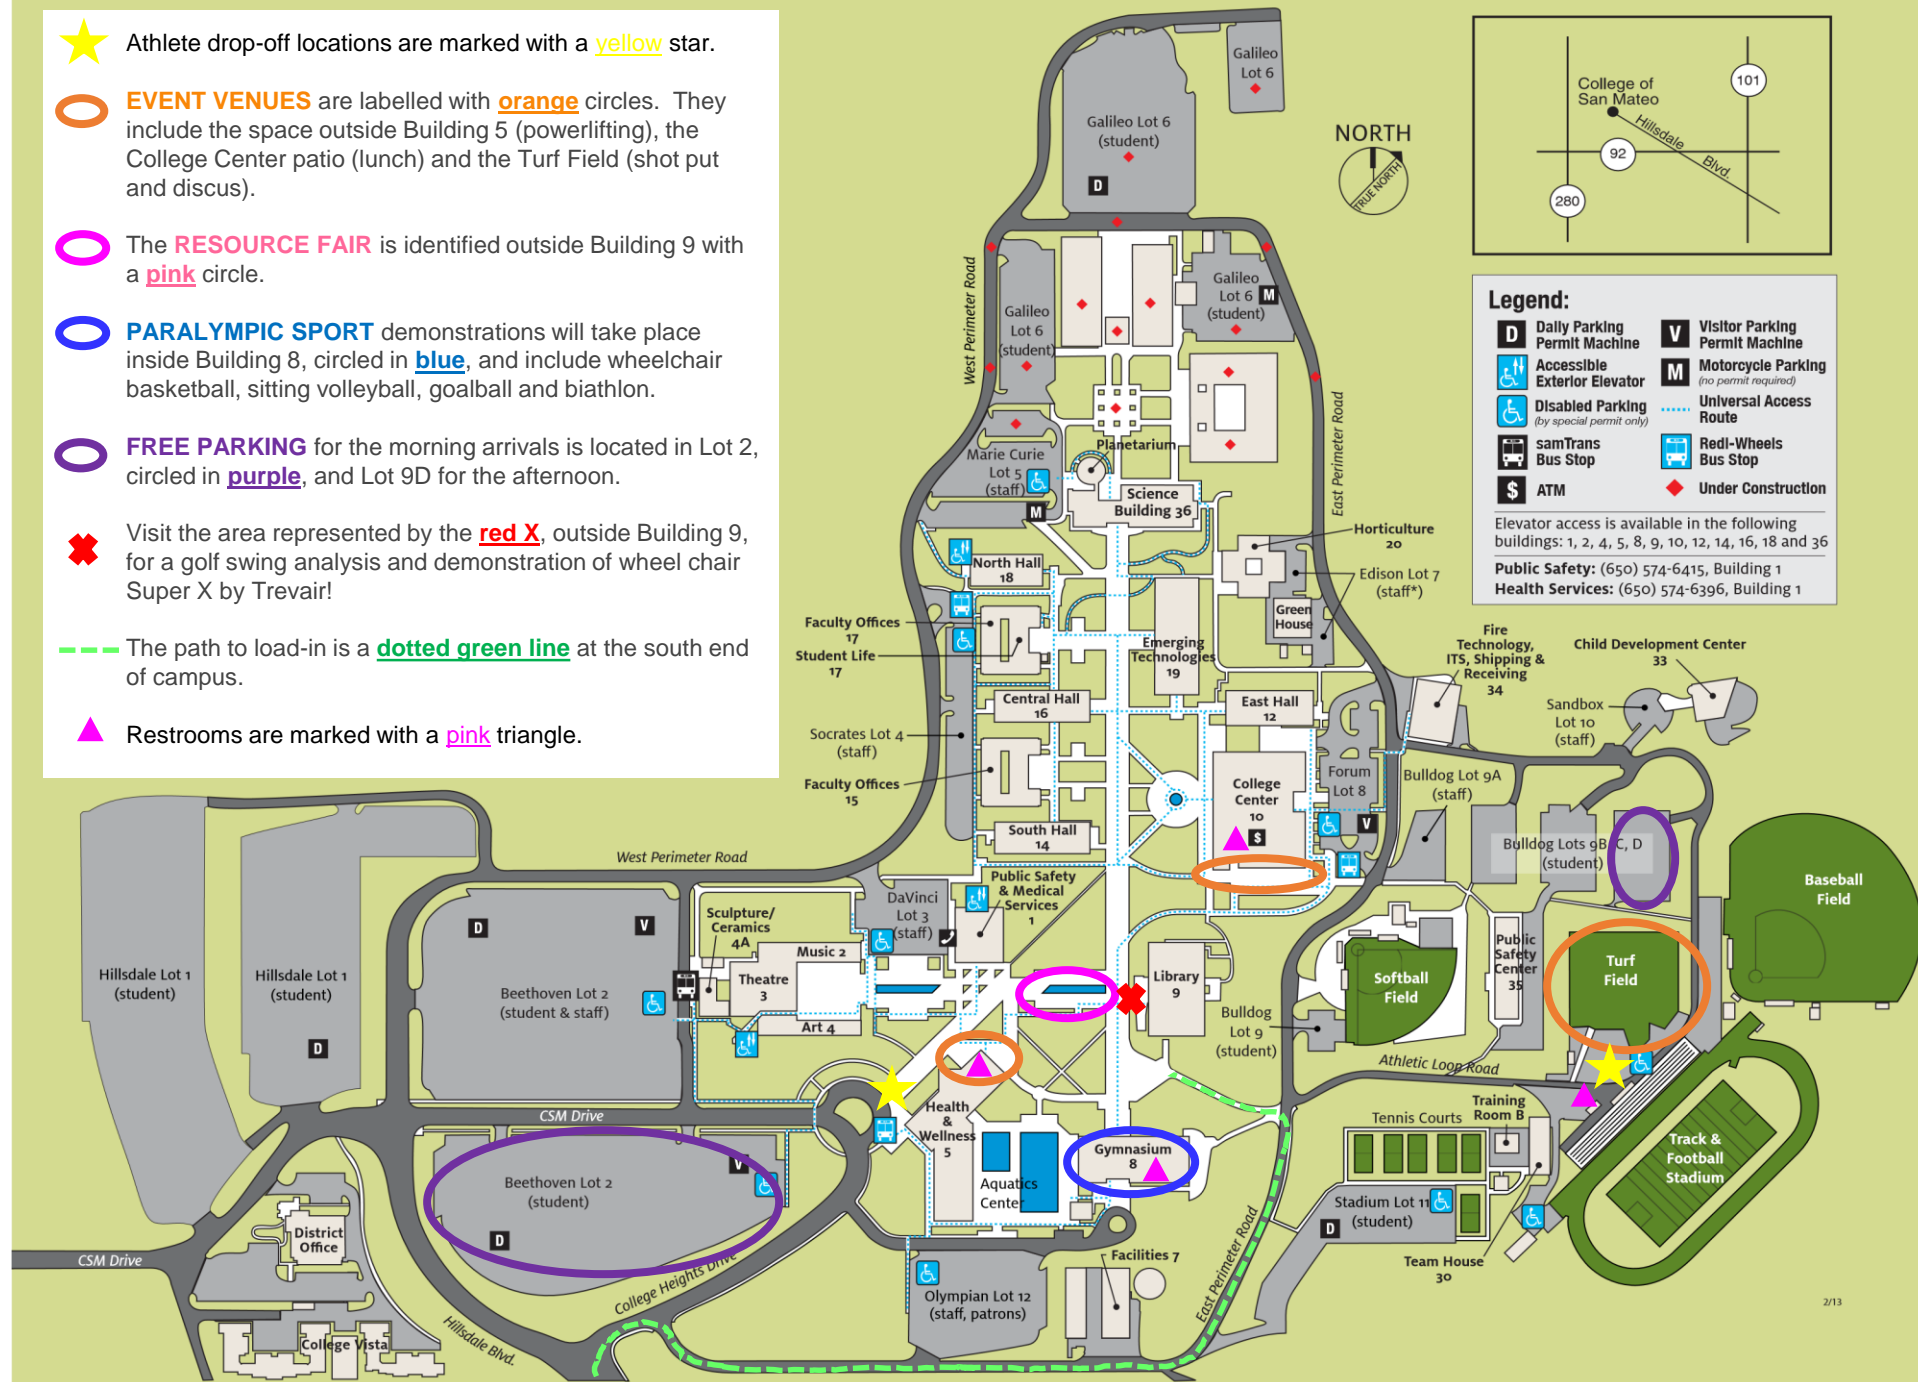 Athlete drop-off locations are marked with a yellow star.
EVENT VENUES are labelled with orange circles. They
include the space outside Building 5 (powerlifting), the
College Center patio (lunch) and the Turf Field (shot put
and discus).
The RESOURCE FAIR is identified outside Building 9 with
a pink circle.
PARALYMPIC SPORT demonstrations will take place
inside Building 8, circled in blue, and include wheelchair
basketball, sitting volleyball, goalball and biathlon.
FREE PARKING for the morning arrivals is located in Lot 2,
circled in purple, and Lot 9D for the afternoon.
Visit the area represented by the red X, outside Building 9,
for a golf swing analysis and demonstration of wheel chair
Super X by Trevair!
The path to load-in is a dotted green line at the south end
of campus.
Restrooms are marked with a pink triangle.
Galileo
Lot 6
Galileo Lot 6
(student)
D
NORTH
TRUE NORTH
College of
San Mateo
101
Hillsdale
Blvd.
92
280
Legend:
D
Daily Parking
Permit Machine
V
Visitor Parking
Permit Machine
Accessible
Exterior Elevator
M
Motorcycle Parking
(no permit required)
Disabled Parking
(by special permit only)
Universal Access
Route
samTrans
Bus Stop
Redi-Wheels
Bus Stop
$
ATM
Under Construction
Elevator access is available in the following
buildings: 1, 2, 4, 5, 8, 9, 10, 12, 14, 16, 18 and 36
Public Safety: (650) 574-6415, Building 1
Health Services: (650) 574-6396, Building 1
West Perimeter Road
Galileo
Lot 6
(student)
Galileo
Lot 6
(student)
M
East Perimeter Road
Planetarium
Marie Curie
Lot 5
(staff)
M
Science
Building 36
Horticulture
20
North Hall
18
Edison Lot 7
(staff*)
Green
House
Faculty Offices
17
Student Life
17
Emerging
Technologies
19
Fire
Technology,
ITS, Shipping &
Receiving
34
Child Development Center
33
Central Hall
16
East Hall
12
Sandbox
Lot 10
(staff)
Socrates Lot 4
(staff)
Faculty Offices
15
College
Center
10
$
Forum
Lot 8
V
Bulldog Lot 9A
(staff)
South Hall
14
Bulldog Lots 9B, C, D
(student)
West Perimeter Road
Public Safety
& Medical
Services
1
DaVinci
Lot 3
(staff)
Baseball
Field
D
V
Sculpture/
Ceramics
4A
Music 2
Theatre
3
Art 4
Library
9
Softball
Field
Public
Safety
Center
35
Turf
Field
Hillsdale Lot 1
(student)
Hillsdale Lot 1
(student)
D
Beethoven Lot 2
(student & staff)
D
Bulldog
Lot 9
(student)
Athletic Loop Road
CSM Drive
Health
&
Wellness
5
Training
Room B
Tennis Courts
Track &
Football
Stadium
Beethoven Lot 2
(student)
V
D
Gymnasium
8
Aquatics
Center
Stadium Lot 11
(student)
D
District
Office
CSM Drive
College Heights Drive
Facilities 7
East Perimeter Road
Team House
30
Olympian Lot 12
(staff, patrons)
2/13
College Vista
Hillsdale Blvd.